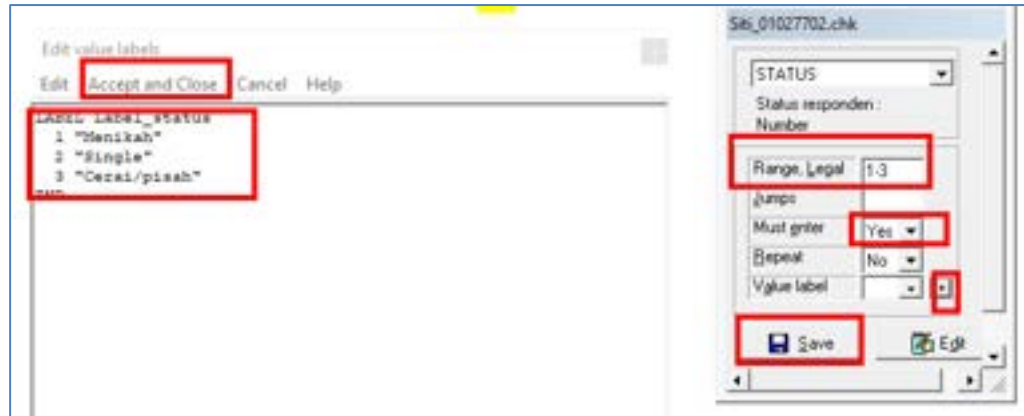 Edit value labels
Edit Accept and Close Cancel Help
LABEL Label_status
1 "Menikah"
2 "Single"
3 "Cerai/pisah"
END
Siti_01027702.chk
STATUS
Status responden :
Number
Range, Legal 1-3
Jumps
Must enter Yes
Repeat No
Value label
Save Edit